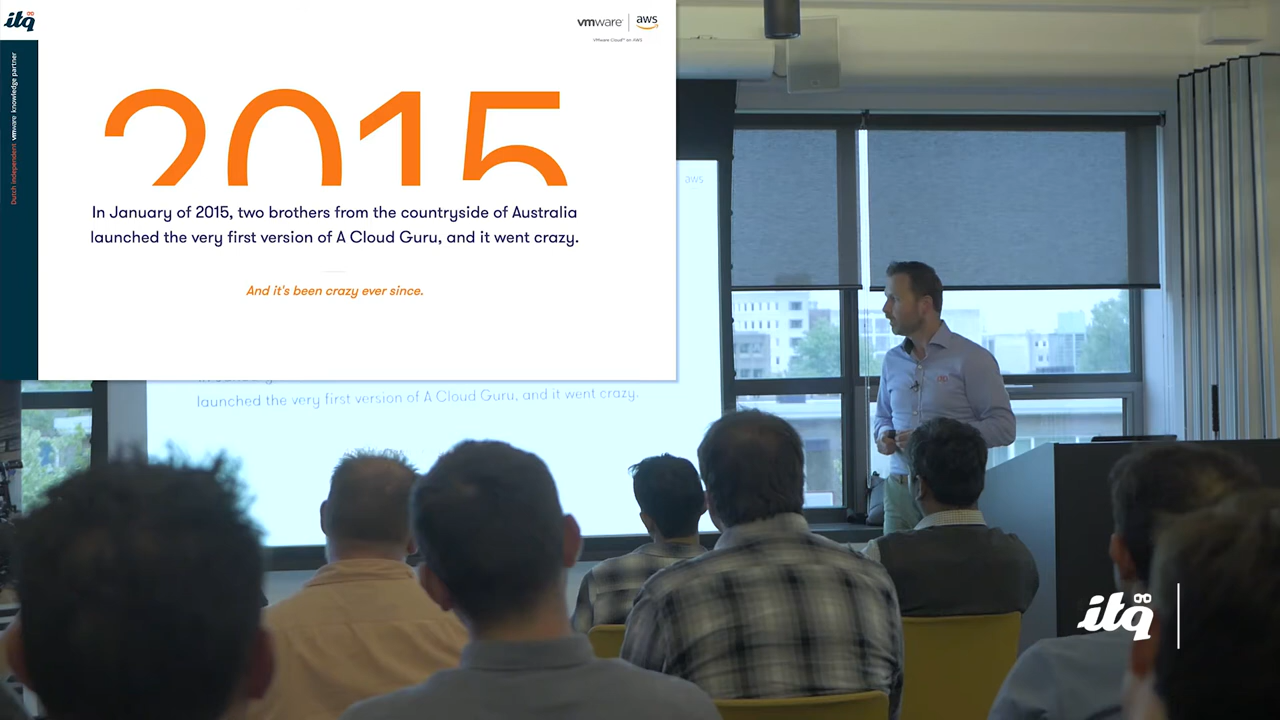 itq
vmware | aws
VMware Cloud™ on AWS
Dutch independent vmware knowledge partner
2015
In January of 2015, two brothers from the countryside of Australia
launched the very first version of A Cloud Guru, and it went crazy.
And it's been crazy ever since.
aws
launched the very first version of A Cloud Guru, and it went crazy.
itq